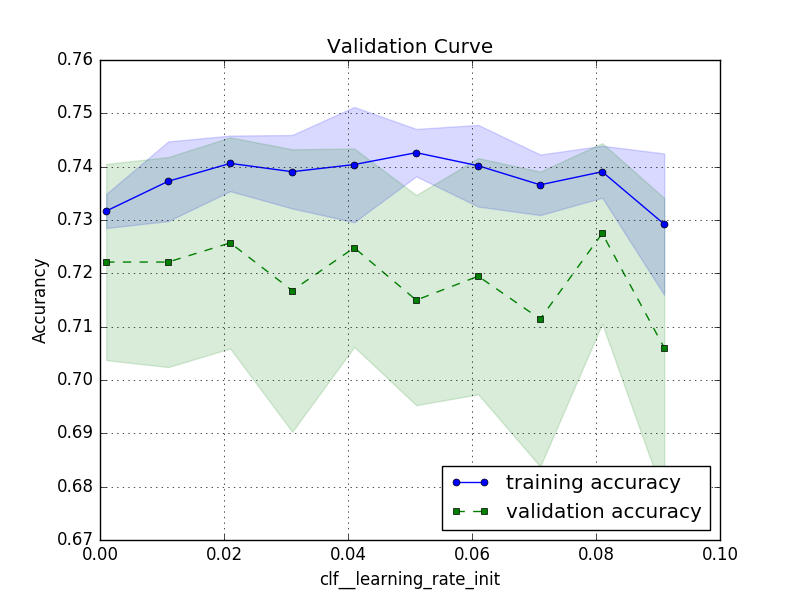 Validation Curve
0.76
0.75
0.74
0.73
0.72
0.71
0.70
0.69
0.68
0.67
Accurancy
training accuracy
validation accuracy
0.00 0.02 0.04 0.06 0.08 0.10
clf__learning_rate_init